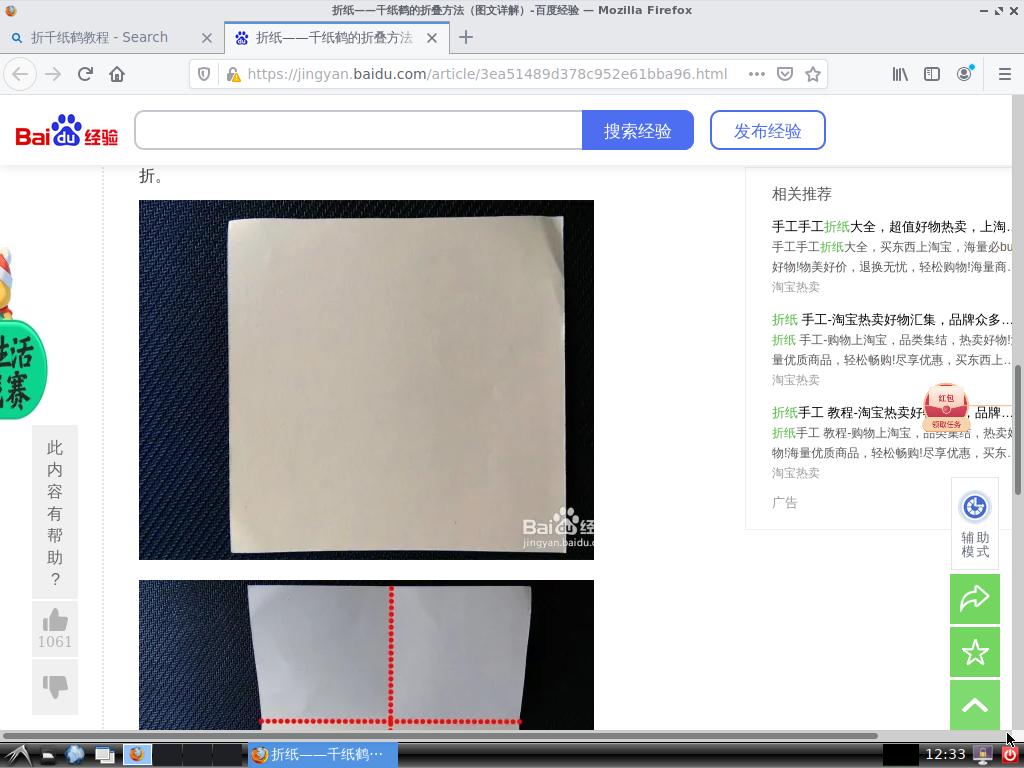 折纸——千纸鹤的折叠方法（图文详解）-百度经验 — Mozilla Firefox
折千纸鹤教程 - Search
折纸——千纸鹤的折叠方法
https://jingyan.baidu.com/article/3ea51489d378c952e61bba96.html
Bai du 经验
搜索经验
发布经验
折。
Bai du 经
jingyan.baidu.c
生活
赛
此
内
容
有
帮
助
?
1061
相关推荐
手工手工折纸大全，超值好物热卖，上淘...
手工手工折纸大全，买东西上淘宝，海量必bu
好物!物美好价，退换无忧，轻松购物!海量商...
淘宝热卖
折纸 手工-淘宝热卖好物汇集，品牌众多...
折纸 手工-购物上淘宝，品类集结，热卖好物!
量优质商品，轻松畅购!尽享优惠，买东西上...
淘宝热卖
折纸手工 教程-淘宝热卖好 ，品牌...
折纸手工 教程-购物上淘宝，品类集结，热卖好
物!海量优质商品，轻松畅购!尽享优惠，买东...
淘宝热卖
广告
红包
领取任务
辅助
模式
折纸——千纸鹤···
12:33